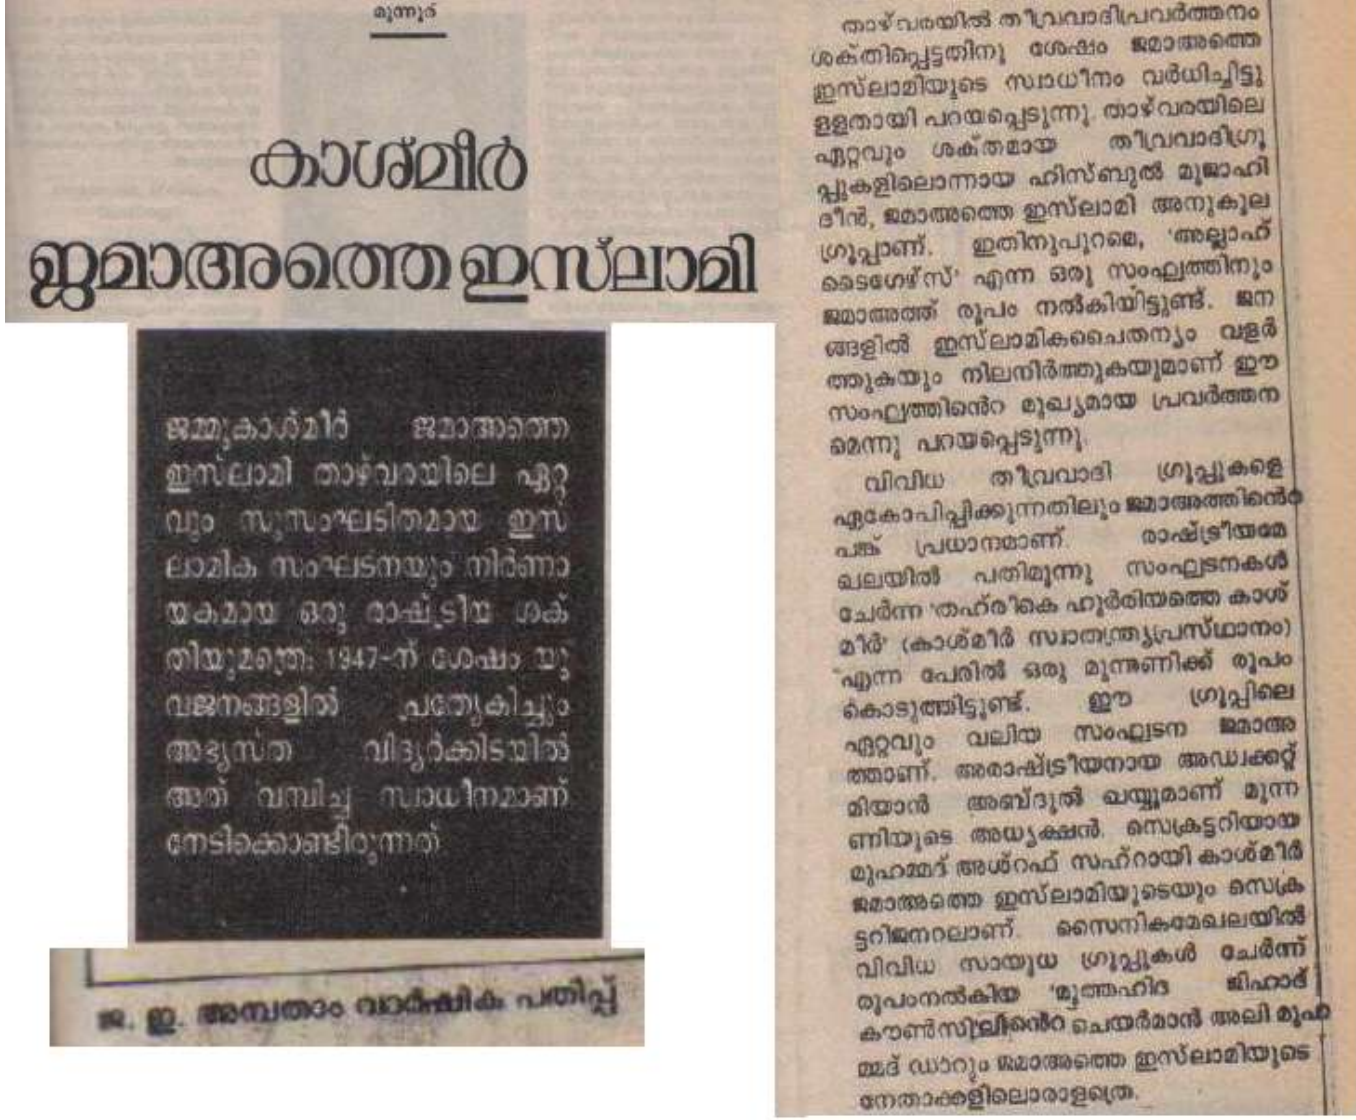 മുന്നൂറ്
കാശ്മീർ
ജമാഅത്തെ ഇസ്‌ലാമി
ജമ്മുകാശ്മീർ ജമാഅത്തെ
ഇസ്‌ലാമി താഴ്‌വരയിലെ ഏറ്റ
വും സുസംഘടിതമായ ഇസ്
ലാമിക സംഘടനയും നിർണാ
യകമായ ഒരു രാഷ്ട്രീയ ശക്
തിയുമത്രെ; 1947-ന് ശേഷം യു
വജനങ്ങളിൽ പ്രത്യേകിച്ചും
അഭ്യസ്ത വിദ്യർക്കിടയിൽ
അത് വമ്പിച്ച സ്വാധീനമാണ്
നേടിക്കൊണ്ടിരുന്നത്
ജ. ഇ. അമ്പതാം വാർഷിക പതിപ്പ്
താഴ്‌വരയിൽ തീവ്രവാദിപ്രവർത്തനം
ശക്തിപ്പെട്ടതിനു ശേഷം ജമാഅത്തെ
ഇസ്‌ലാമിയുടെ സ്വാധീനം വർധിച്ചിട്ടു
ളളതായി പറയപ്പെടുന്നു. താഴ്‌വരയിലെ
ഏറ്റവും ശക്തമായ തീവ്രവാദിഗ്രൂ
പ്പുകളിലൊന്നായ ഹിസ്ബുൽ മുജാഹി
ദീൻ, ജമാഅത്തെ ഇസ്‌ലാമി അനുകൂല
ഗ്രൂപ്പാണ്. ഇതിനുപുറമെ, 'അല്ലാഹ്
ടൈഗേഴ്സ്' എന്ന ഒരു സംഘത്തിനും
ജമാഅത്ത് രൂപം നൽകിയിട്ടുണ്ട്. ജന
ങ്ങളിൽ ഇസ്‌ലാമികചൈതന്യം വളർ
ത്തുകയും നിലനിർത്തുകയുമാണ് ഈ
സംഘത്തിൻെറ മുഖ്യമായ പ്രവർത്തന
മെന്നു പറയപ്പെടുന്നു.
വിവിധ തീവ്രവാദി ഗ്രൂപ്പുകളെ
ഏകോപിപ്പിക്കുന്നതിലും ജമാഅത്തിൻെറ
പങ്ക് പ്രധാനമാണ്. രാഷ്ട്രീയമേ
ഖലയിൽ പതിമൂന്നു സംഘടനകൾ
ചേർന്ന 'തഹ്‌രീകെ ഹുർരിയത്തെ കാശ്
മീർ' (കാശ്മീർ സ്വാതന്ത്ര്യപ്രസ്ഥാനം)
എന്ന പേരിൽ ഒരു മുന്നണിക്ക് രൂപം
കൊടുത്തിട്ടുണ്ട്. ഈ ഗ്രൂപ്പിലെ
ഏറ്റവും വലിയ സംഘടന ജമാഅ
ത്താണ്. അരാഷ്ട്രീയനായ അഡ്വക്കറ്റ്
മിയാൻ അബ്ദുൽ ഖയ്യൂമാണ് മുന്ന
ണിയുടെ അധ്യക്ഷൻ. സെക്രട്ടറിയായ
മുഹമ്മദ് അശ്റഫ് സഹ്റായി കാശ്മീർ
ജമാഅത്തെ ഇസ്‌ലാമിയുടെയും സെക്ര
ട്ടറിജനറലാണ്. സൈനികമേഖലയിൽ
വിവിധ സായുധ ഗ്രൂപ്പുകൾ ചേർന്ന്
രൂപംനൽകിയ 'മുത്തഹിദ ജിഹാദ്
കൗൺസി'ലിൻെറ ചെയർമാൻ അലി മുഹ
മ്മദ് ഡാറും ജമാഅത്തെ ഇസ്‌ലാമിയുടെ
നേതാക്കളിലൊരാളത്രെ.